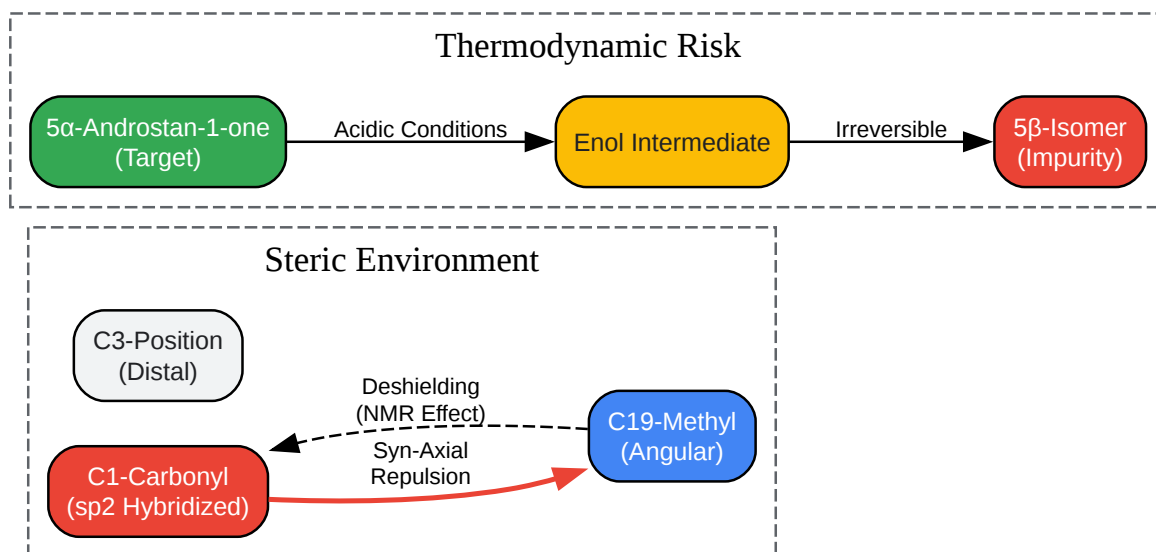 Thermodynamic Risk
5α-Androstan-1-one
(Target)
Acidic Conditions
Enol Intermediate
Irreversible
5β-Isomer
(Impurity)
Steric Environment
C3-Position
(Distal)
Deshielding
(NMR Effect)
Syn-Axial
Repulsion
C19-Methyl
(Angular)
C1-Carbonyl
(sp2 Hybridized)